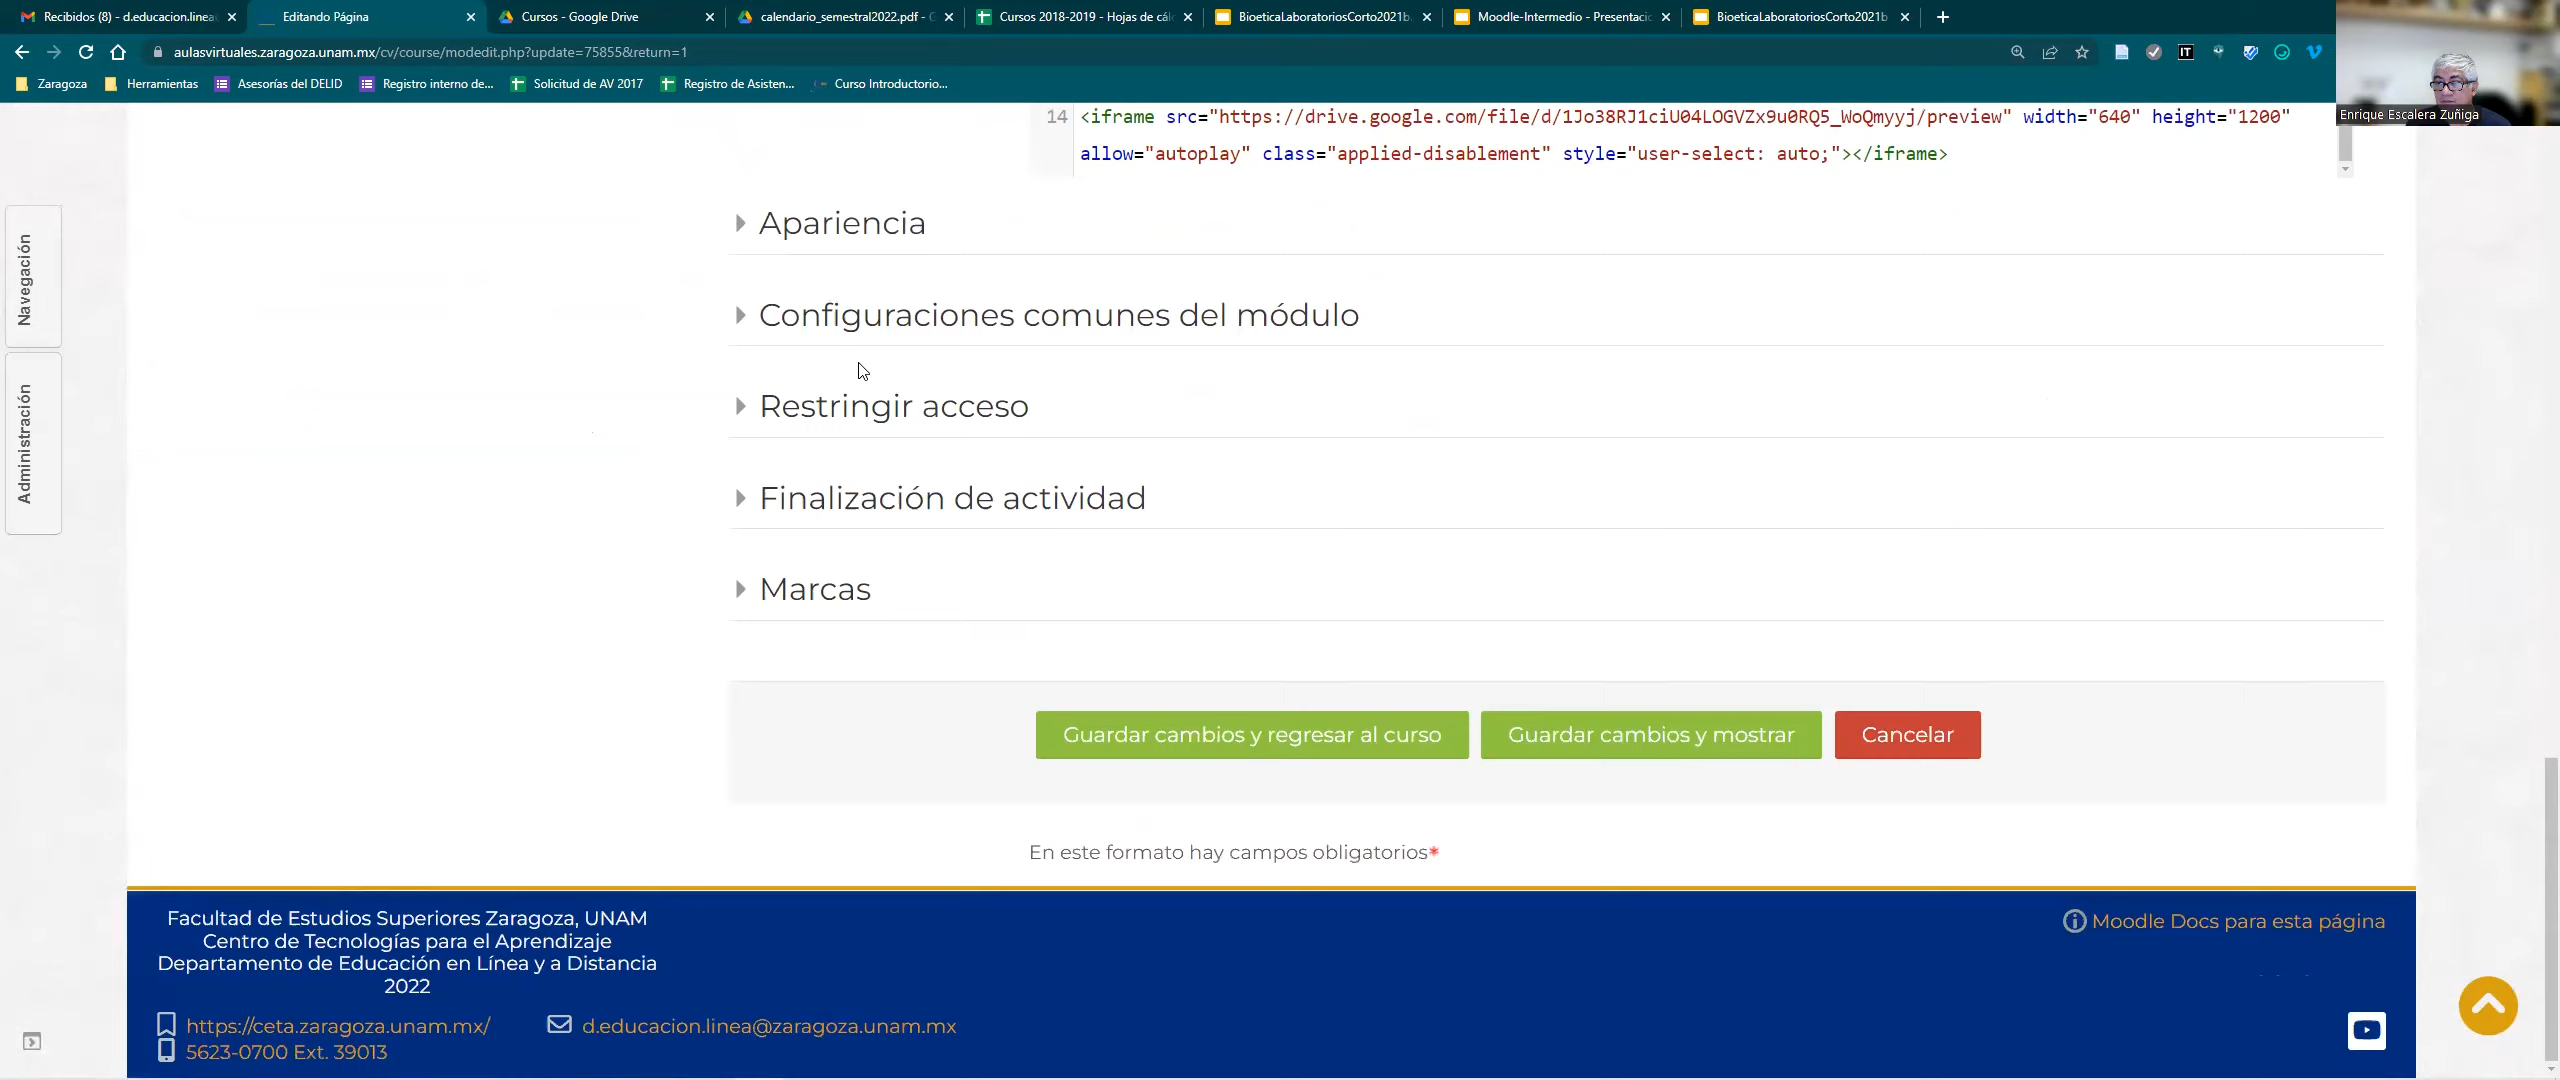 Recibidos (8) - d.educacion.linea
Editando Página
Cursos - Google Drive
calendario_semestral2022.pdf - G
Cursos 2018-2019 - Hojas de cál
BioeticaLaboratoriosCorto2021b
Moodle-Intermedio - Presentaci
BioeticaLaboratoriosCorto2021b
aulasvirtuales.zaragoza.unam.mx/cv/course/modedit.php?update=75855&return=1
Zaragoza
Herramientas
Asesorías del DELID
Registro interno de...
Solicitud de AV 2017
Registro de Asisten...
Curso Introductorio...
Enrique Escalera Zuñiga
14 <iframe src="https://drive.google.com/file/d/1Jo38RJ1ciU04LOGVZx9u0RQ5_WoQmyyj/preview" width="640" height="1200"
allow="autoplay" class="applied-disablement" style="user-select: auto;"></iframe>
Navegación
Administración
Apariencia
Configuraciones comunes del módulo
Restringir acceso
Finalización de actividad
Marcas
Guardar cambios y regresar al curso
Guardar cambios y mostrar
Cancelar
En este formato hay campos obligatorios*
Facultad de Estudios Superiores Zaragoza, UNAM
Centro de Tecnologías para el Aprendizaje
Departamento de Educación en Línea y a Distancia
2022
Moodle Docs para esta página
https://ceta.zaragoza.unam.mx/
d.educacion.linea@zaragoza.unam.mx
5623-0700 Ext. 39013